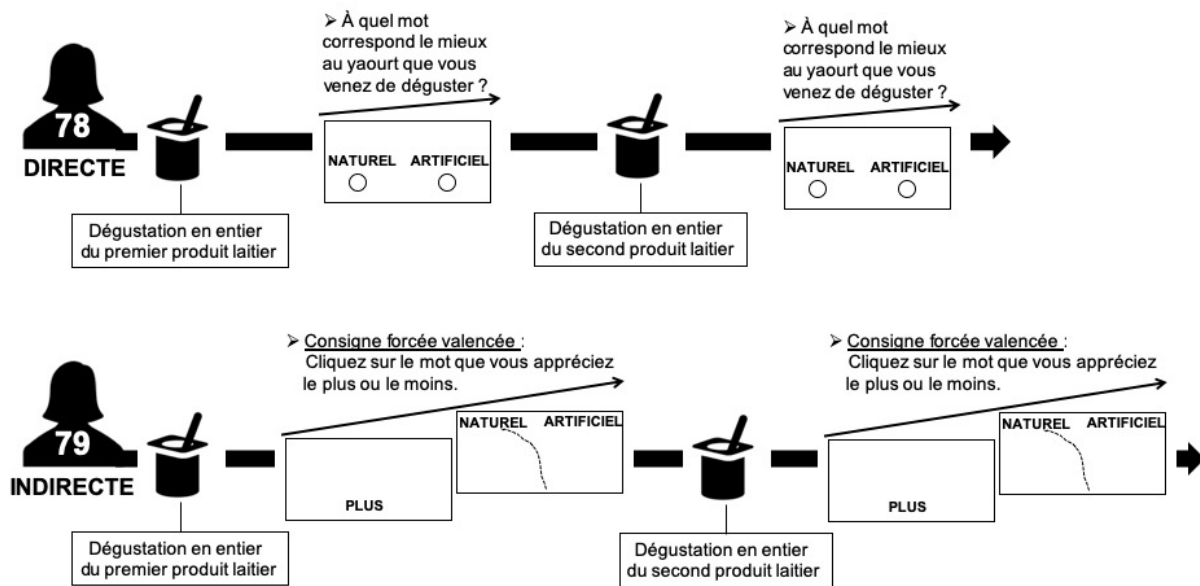 ➢ À quel mot
correspond le mieux
au yaourt que vous
venez de déguster ?
➢ À quel mot
correspond le mieux
au yaourt que vous
venez de déguster ?
78
DIRECTE
NATUREL ARTIFICIEL
NATUREL ARTIFICIEL
Dégustation en entier
du premier produit laitier
Dégustation en entier
du second produit laitier
➢ Consigne forcée valencée :
Cliquez sur le mot que vous appréciez
le plus ou le moins.
➢ Consigne forcée valencée :
Cliquez sur le mot que vous appréciez
le plus ou le moins.
79
INDIRECTE
PLUS
NATUREL ARTIFICIEL
PLUS
NATUREL ARTIFICIEL
Dégustation en entier
du premier produit laitier
Dégustation en entier
du second produit laitier